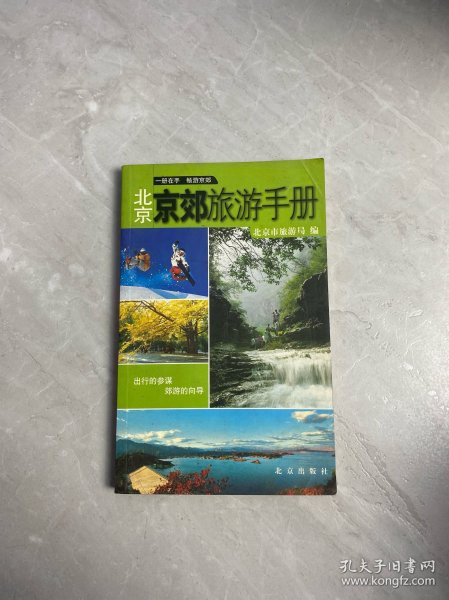 一册在手 畅游京郊
北京
京郊旅游手册
北京市旅游局 编
出行的参谋
郊游的向导
北京出版社
孔夫子旧书网
www.kongfz.com